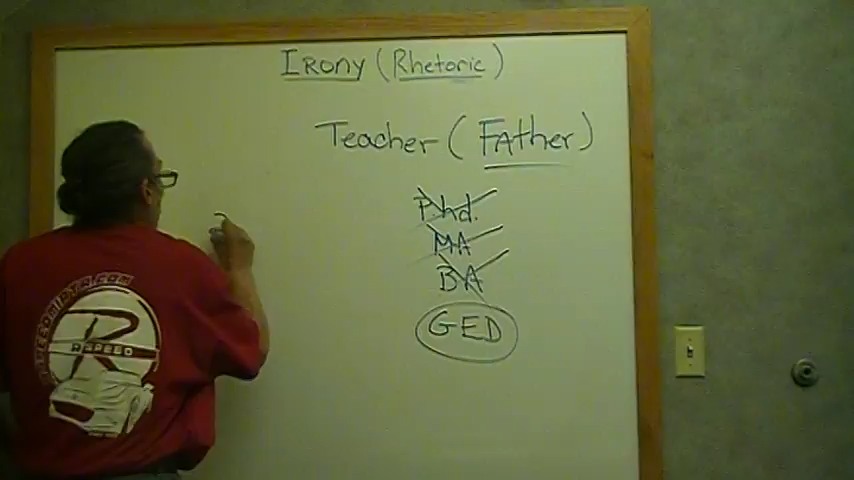 Irony (Rhetoric)
Teacher (Father)
Phd.
MA
BA
GED
R